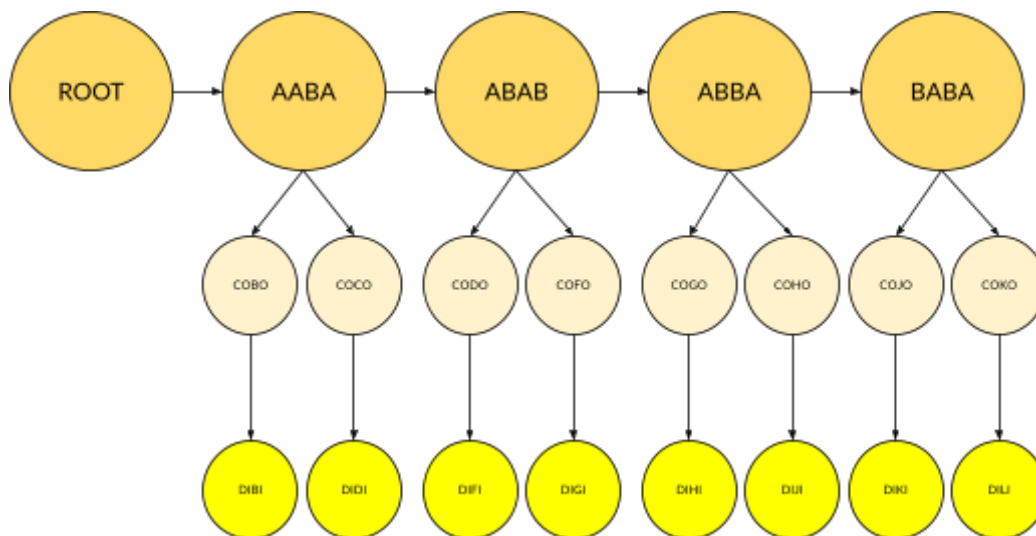 ROOT AABA ABAB ABBA BABA
COBO COCO CODO COFO COGO COHO COJO COKO
DIBI DIDI DIFI DIGI DIHI DIJI DIKI DILI